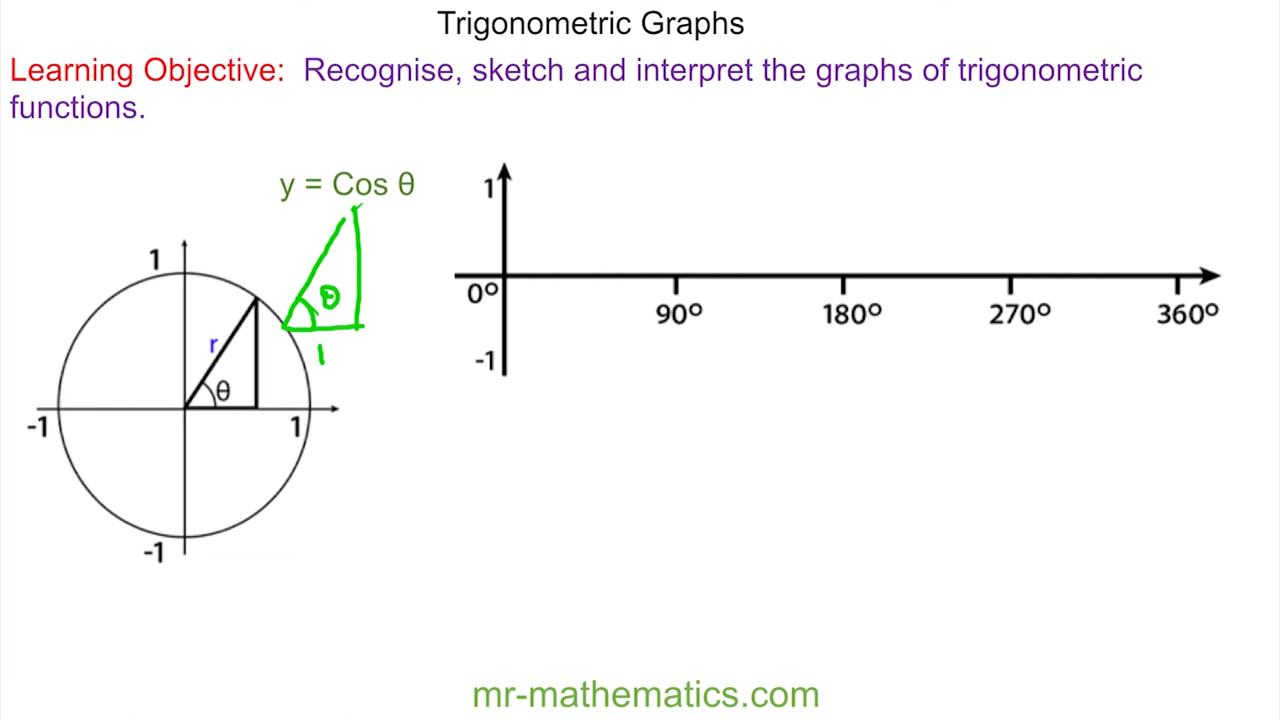 Trigonometric Graphs
Learning Objective: Recognise, sketch and interpret the graphs of trigonometric
functions.
y = Cos θ
1
r
θ
-1
1
-1
θ
1
1
0°
-1
90°
180°
270°
360°
mr-mathematics.com